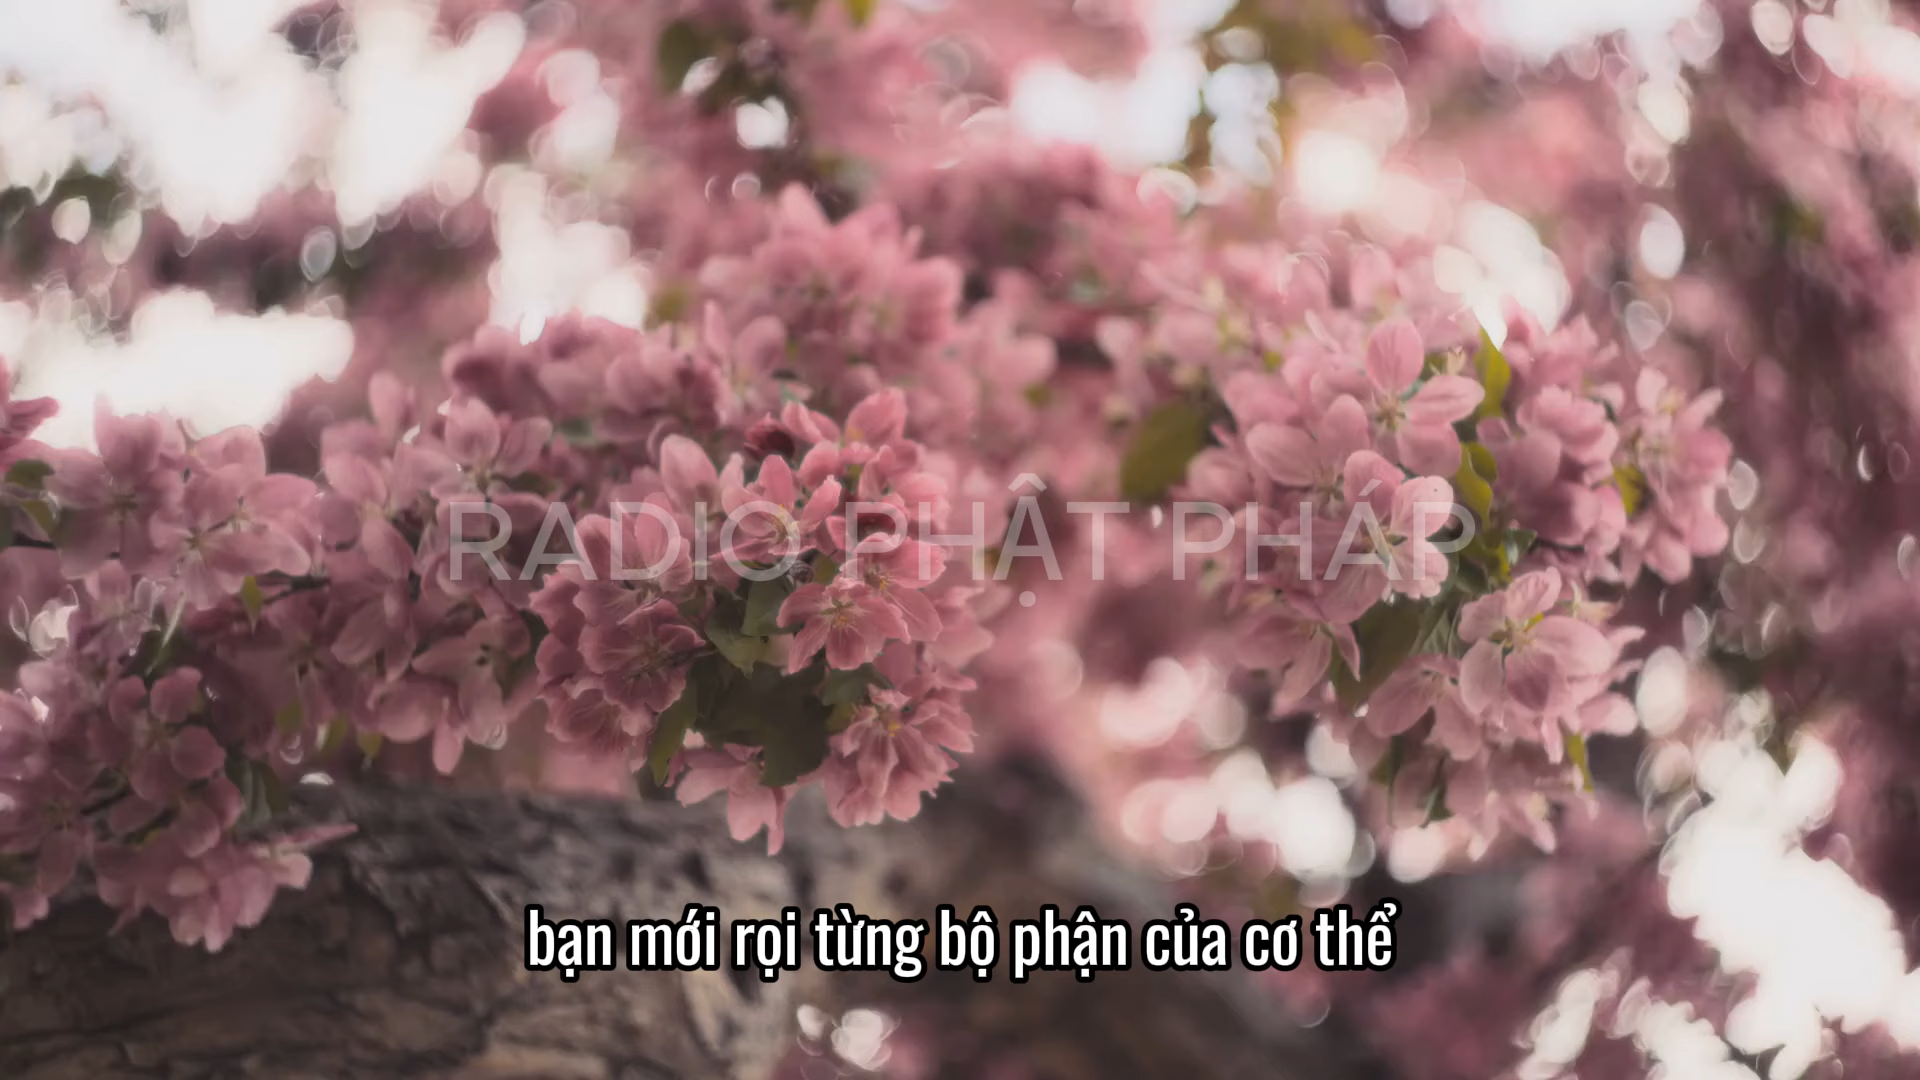 RADIO PHẬT PHÁP
bạn mới rọi từng bộ phận của cơ thể